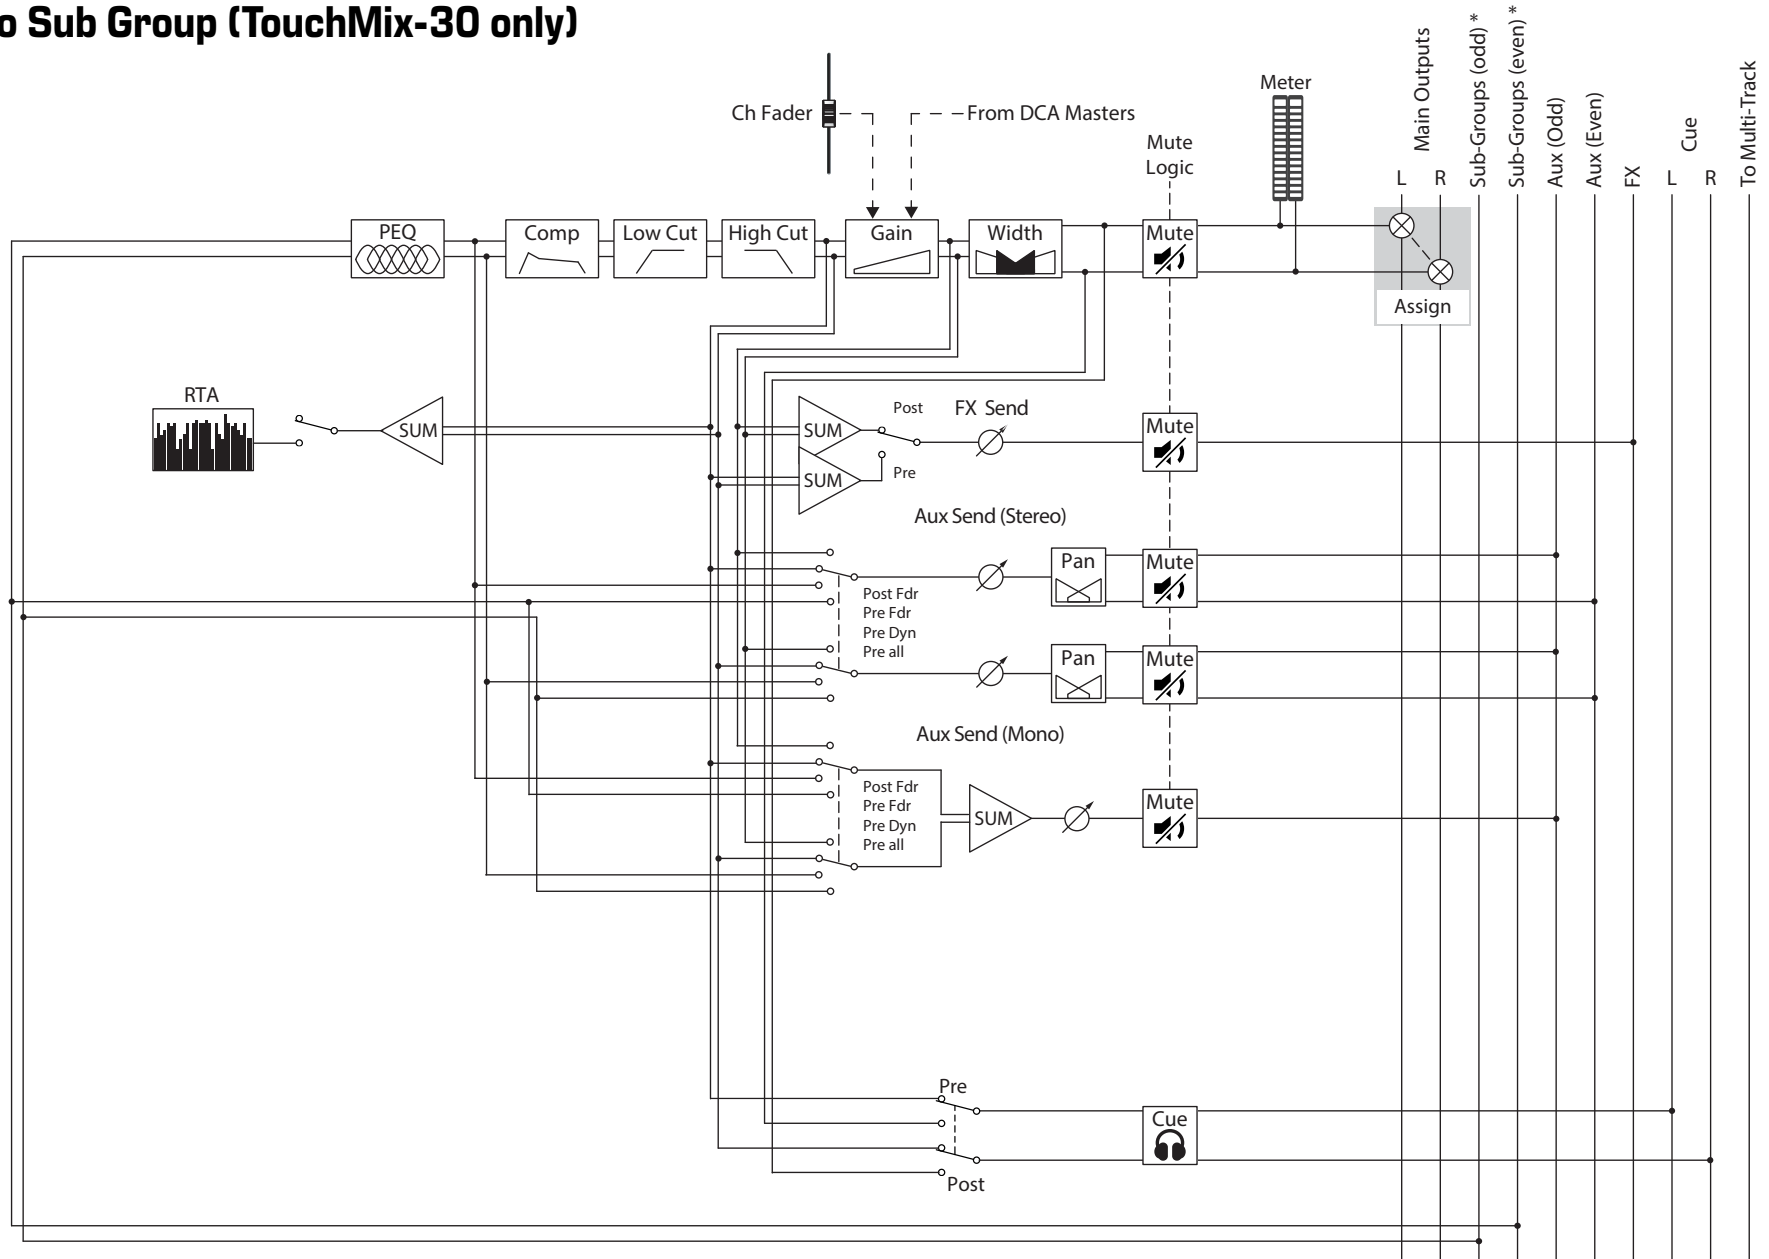 o Sub Group (TouchMix-30 only)
Main Outputs
Sub-Groups (odd) *
Sub-Groups (even) *
Aux (Odd)
Aux (Even)
FX
Cue
To Multi-Track
L
R
L
R
Ch Fader
From DCA Masters
Mute
Logic
Meter
PEQ
Comp
Low Cut
High Cut
Gain
Width
Mute
Assign
RTA
SUM
SUM
SUM
Post
Pre
FX Send
Mute
Aux Send (Stereo)
Post Fdr
Pre Fdr
Pre Dyn
Pre all
Pan
Mute
Pan
Mute
Aux Send (Mono)
Post Fdr
Pre Fdr
Pre Dyn
Pre all
SUM
Mute
Pre
Post
Cue